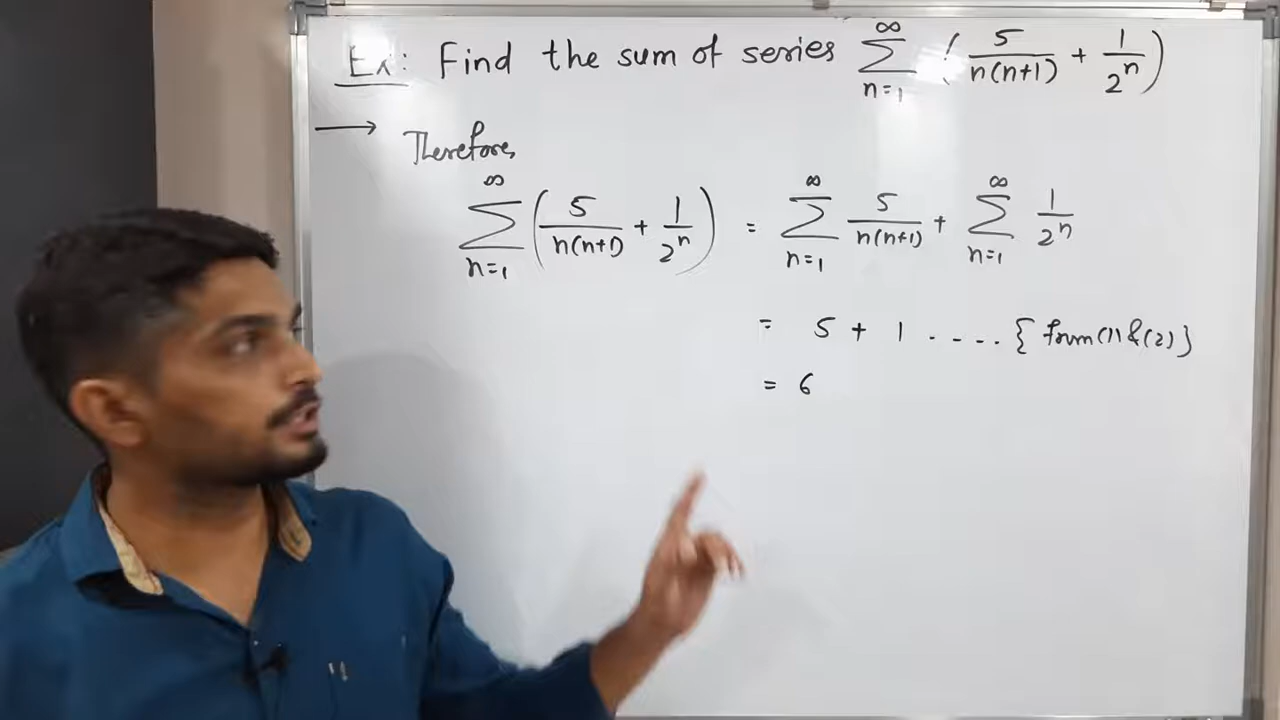 Ex: Find the sum of series ∞ ∑ n=1 ( 5/n(n+1) + 1/2^n )
→ Therefore,
∞ ∑ n=1 ( 5/n(n+1) + 1/2^n ) = ∞ ∑ n=1 5/n(n+1) + ∞ ∑ n=1 1/2^n
= 5 + 1 ..... { from (1) & (2) }
= 6